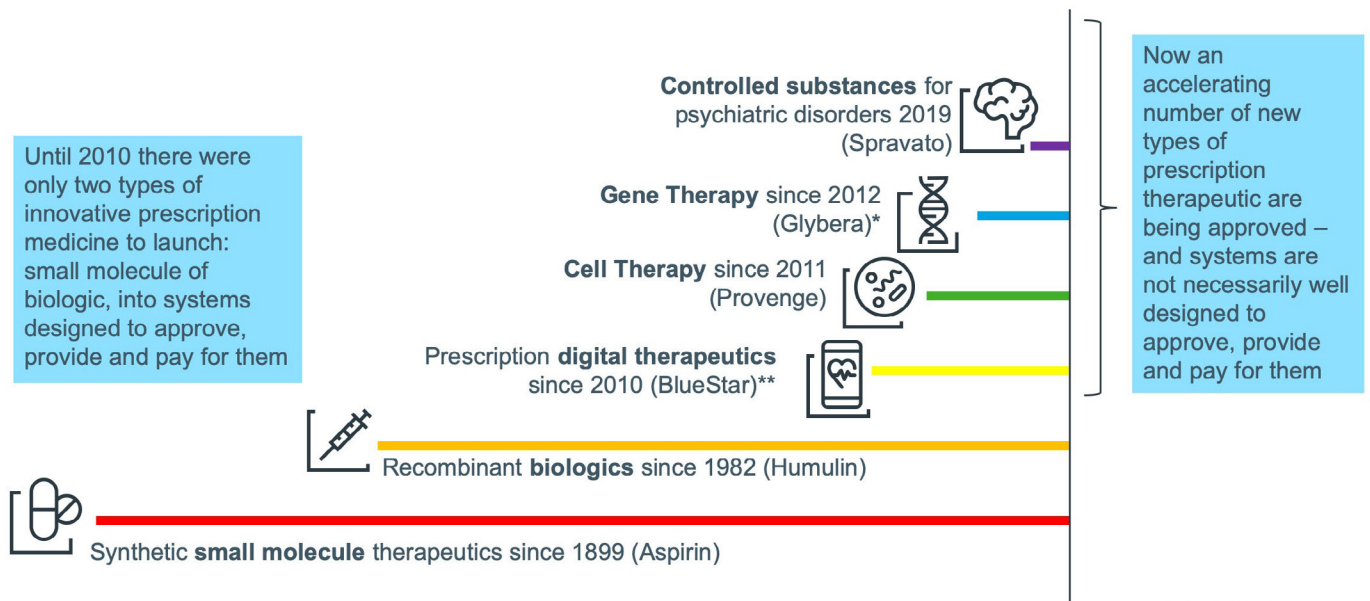 Until 2010 there were
only two types of
innovative prescription
medicine to launch:
small molecule of
biologic, into systems
designed to approve,
provide and pay for them
Controlled substances for
psychiatric disorders 2019
(Spravato)
Gene Therapy since 2012
(Glybera)*
Cell Therapy since 2011
(Provenge)
Prescription digital therapeutics
since 2010 (BlueStar)**
Recombinant biologics since 1982 (Humulin)
Synthetic small molecule therapeutics since 1899 (Aspirin)
Now an
accelerating
number of new
types of
prescription
therapeutic are
being approved –
and systems are
not necessarily well
designed to
approve, provide
and pay for them